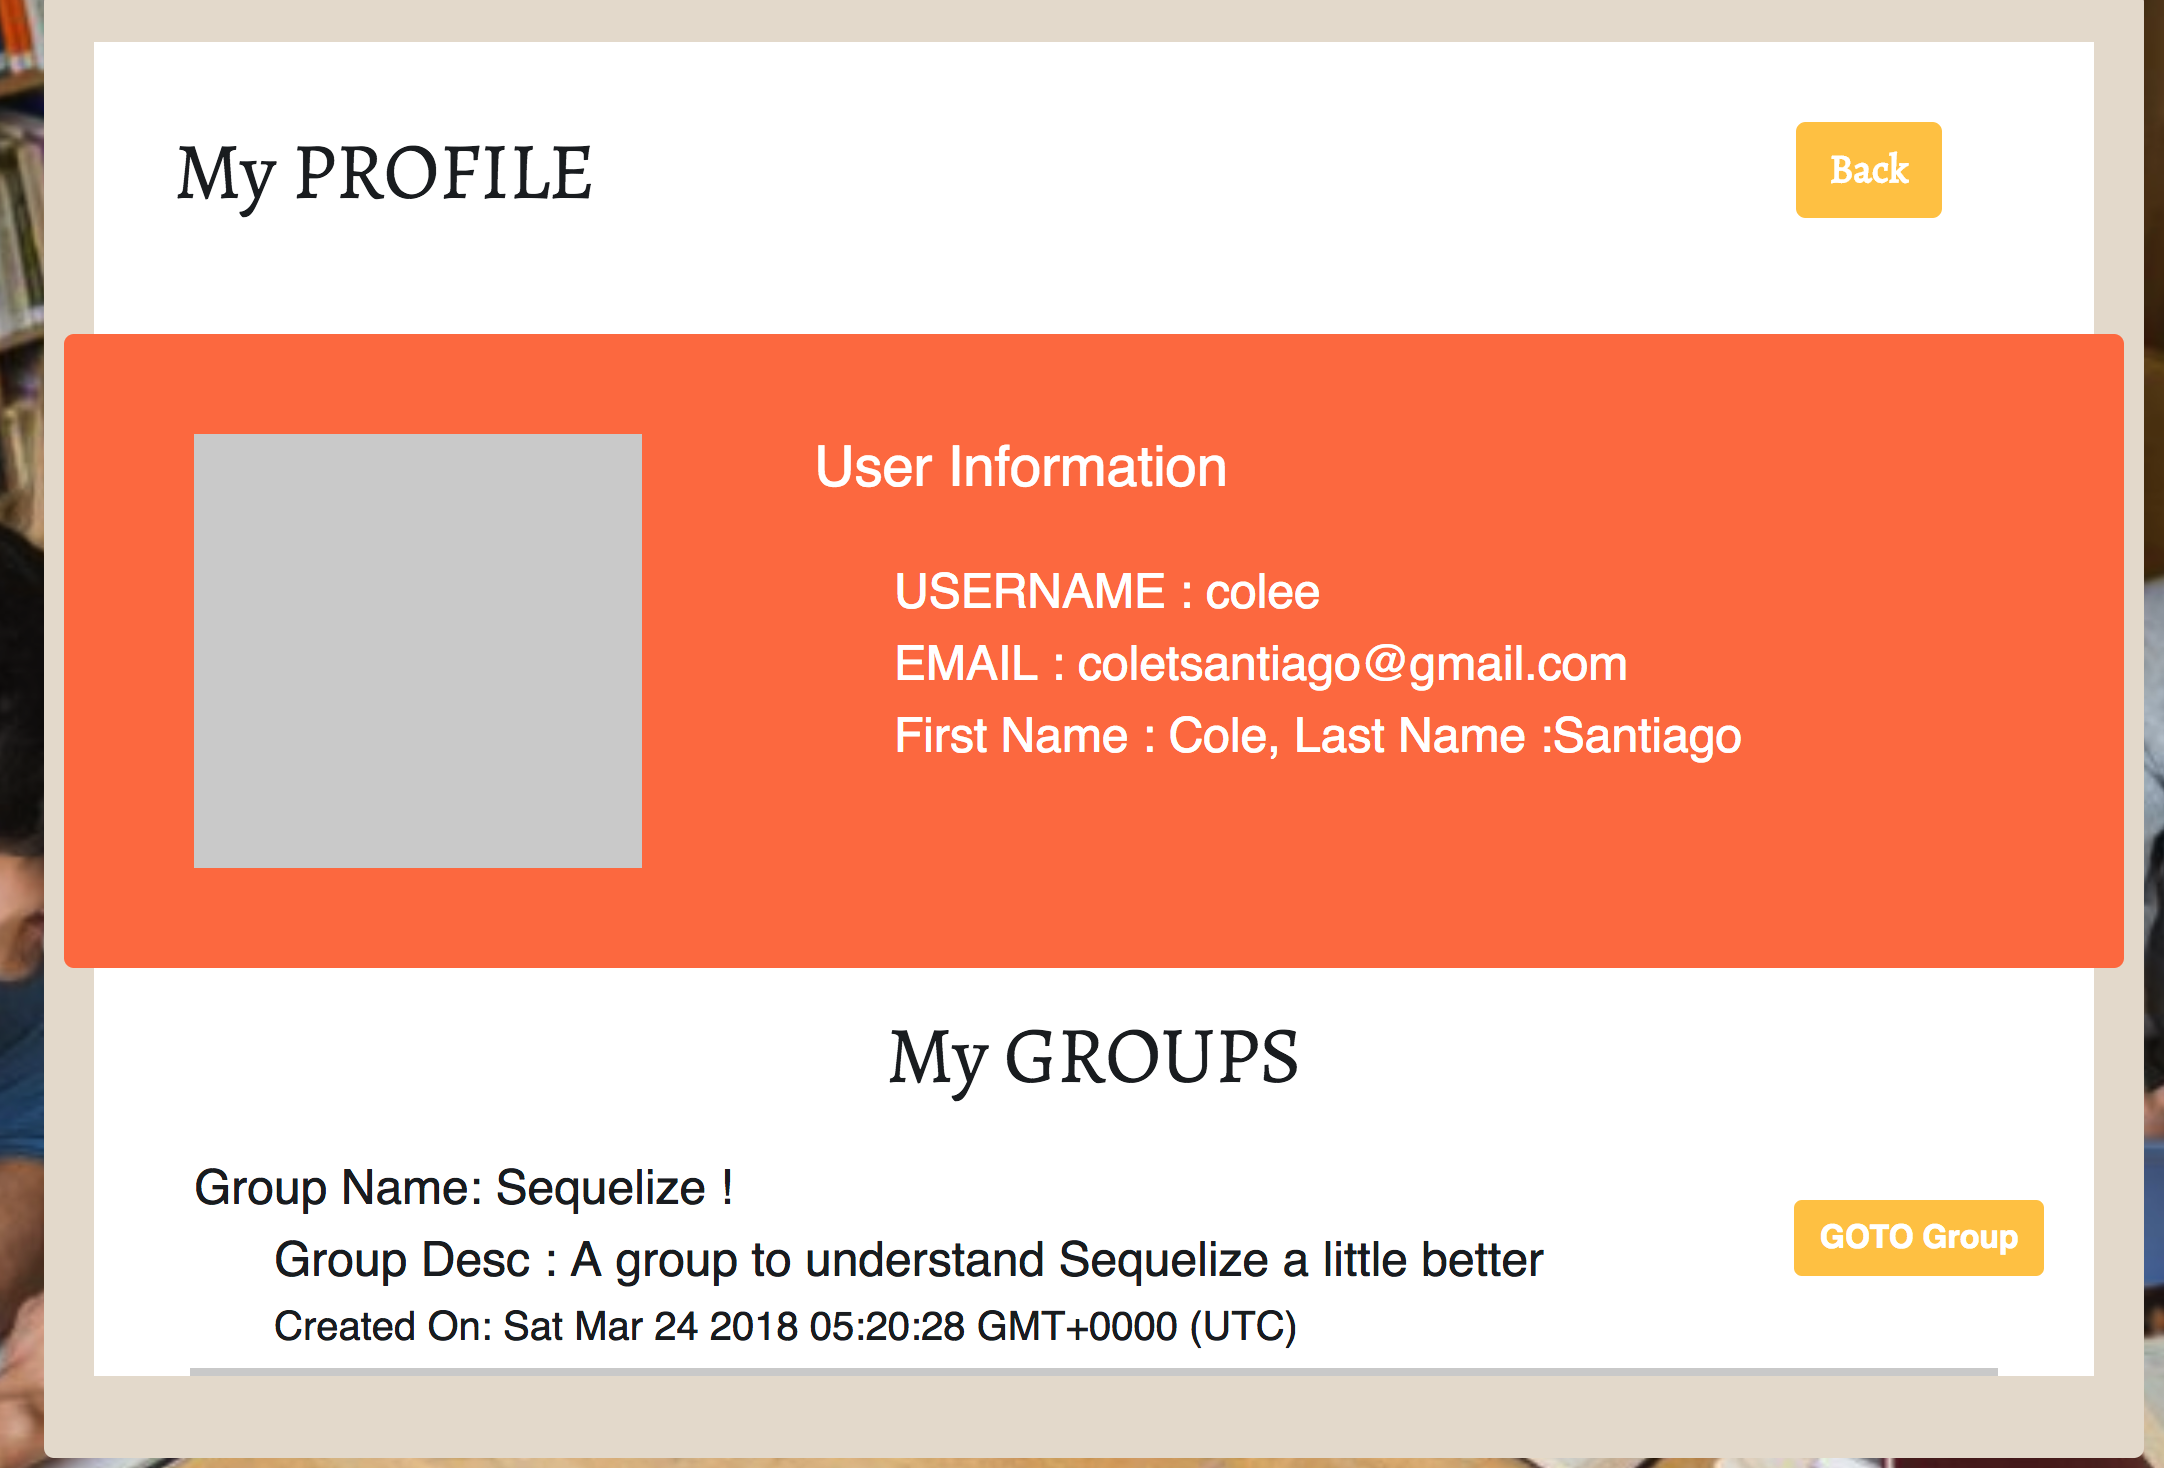 My PROFILE
Back
User Information
USERNAME : colee
EMAIL : coletsantiago@gmail.com
First Name : Cole, Last Name :Santiago
My GROUPS
Group Name: Sequelize !
GOTO Group
Group Desc : A group to understand Sequelize a little better
Created On: Sat Mar 24 2018 05:20:28 GMT+0000 (UTC)